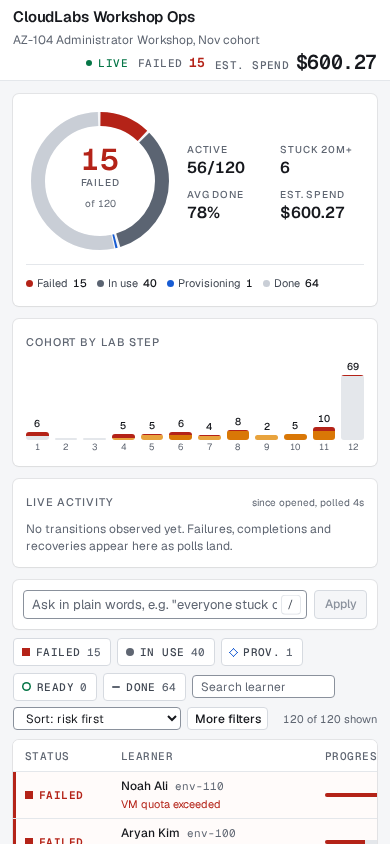 CloudLabs Workshop Ops
AZ-104 Administrator Workshop, Nov cohort
LIVE FAILED 15 EST. SPEND $600.27
15
FAILED
of 120
ACTIVE
56/120
STUCK 20M+
6
AVG DONE
78%
EST. SPEND
$600.27
Failed 15 In use 40 Provisioning 1 Done 64
COHORT BY LAB STEP
6 5 5 6 4 8 2 5 10 69
1 2 3 4 5 6 7 8 9 10 11 12
LIVE ACTIVITY since opened, polled 4s
No transitions observed yet. Failures, completions and
recoveries appear here as polls land.
Ask in plain words, e.g. "everyone stuck / Apply
FAILED 15 IN USE 40 PROV. 1
READY 0 DONE 64 Search learner
Sort: risk first More filters 120 of 120 shown
STATUS LEARNER PROGRES
FAILED Noah Ali env-110
VM quota exceeded
FAILED Aryan Kim env-100